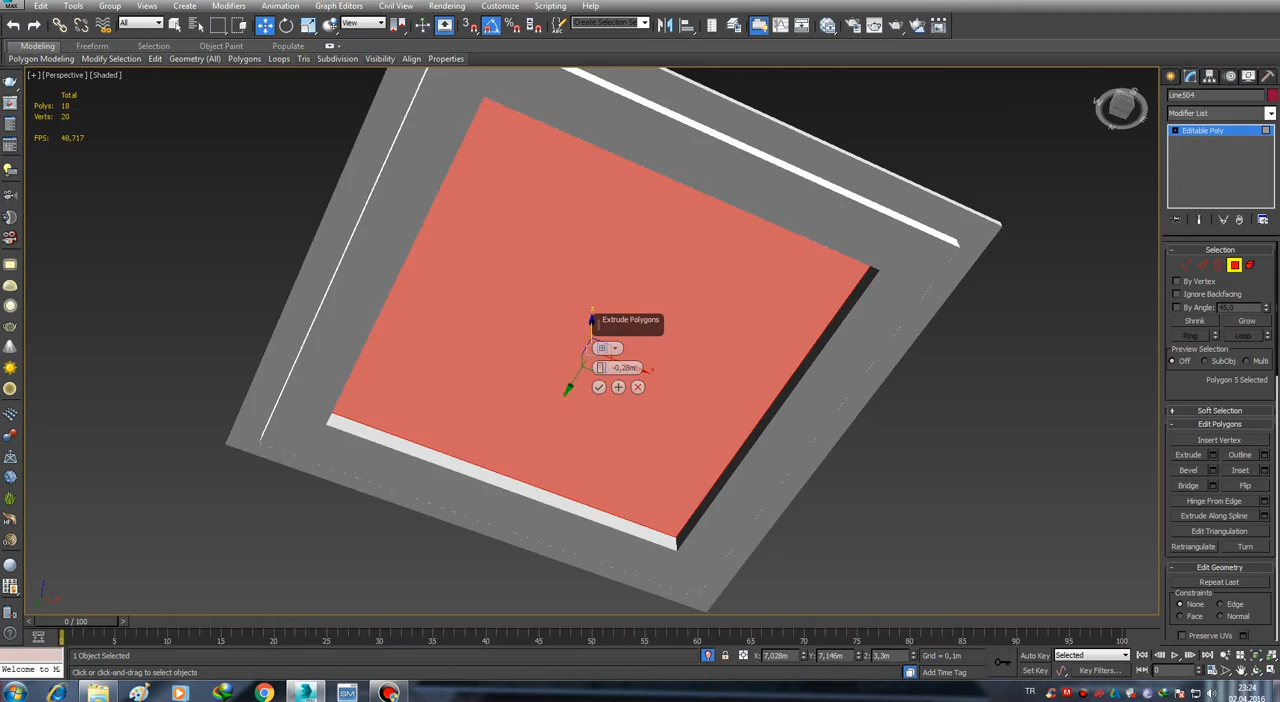 Edit Tools Group Views Create Modifiers Animation Graph Editors Civil View Rendering Customize Scripting Help
All View Create Selection Se
Modeling Freeform Selection Object Paint Populate
Polygon Modeling Modify Selection Edit Geometry (All) Polygons Loops Tris Subdivision Visibility Align Properties
[+] [Perspective] [Shaded]
Total
Polys: 18
Verts: 20
FPS: 48,717
Extrude Polygons
-0,28m
Line504
Modifier List
Editable Poly
Selection
By Vertex
Ignore Backfacing
By Angle: 45,0
Shrink Grow
Ring Loop
Preview Selection
Off SubObj Multi
Polygon 5 Selected
Soft Selection
Edit Polygons
Insert Vertex
Extrude Outline
Bevel Inset
Bridge Flip
Hinge From Edge
Extrude Along Spline
Edit Triangulation
Retriangulate Turn
Edit Geometry
Repeat Last
Constraints
None Edge
Face Normal
Preserve UVs
0 / 100
0 5 10 15 20 25 30 35 40 45 50 55 60 65 70 75 80 85 90 95 100
1 Object Selected X: 7,028m Y: 7,146m Z: 3,3m Grid = 0,1m Auto Key Selected
Welcome to M Click or click-and-drag to select objects Add Time Tag Set Key Key Filters... 0
TR 23:24
02.04.2016